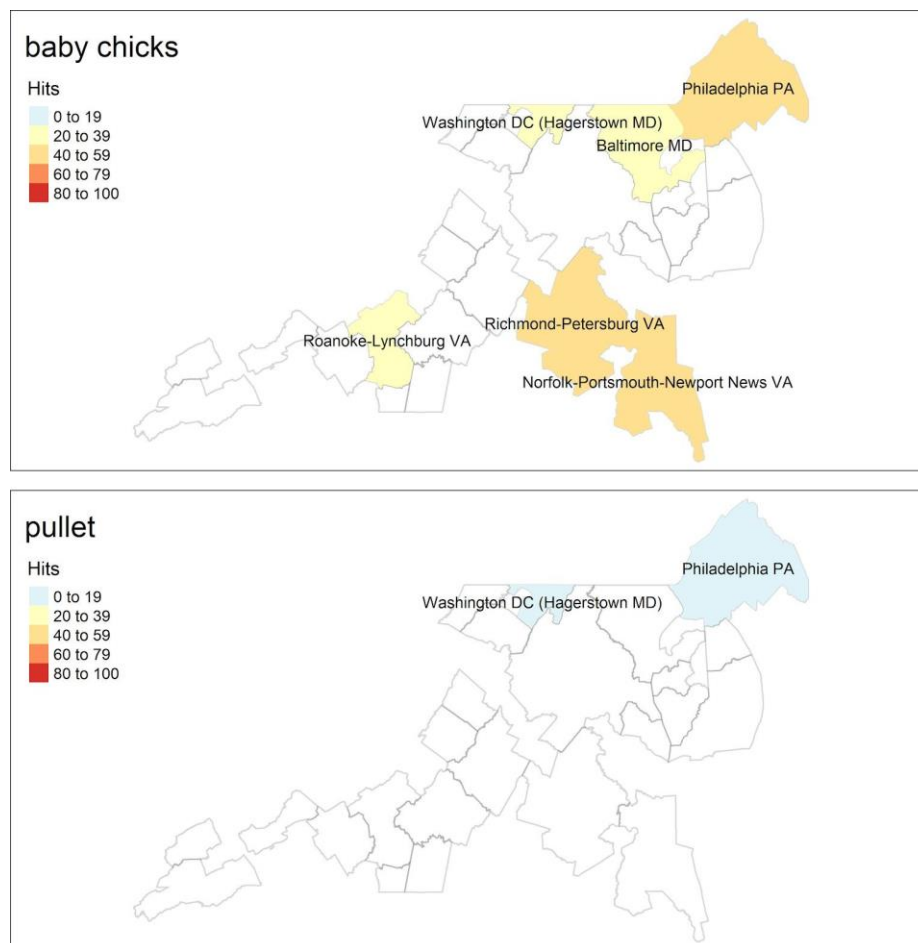 baby chicks
Hits
0 to 19
20 to 39
40 to 59
60 to 79
80 to 100
Philadelphia PA
Washington DC (Hagerstown MD)
Baltimore MD
Richmond-Petersburg VA
Roanoke-Lynchburg VA
Norfolk-Portsmouth-Newport News VA
pullet
Hits
0 to 19
20 to 39
40 to 59
60 to 79
80 to 100
Philadelphia PA
Washington DC (Hagerstown MD)